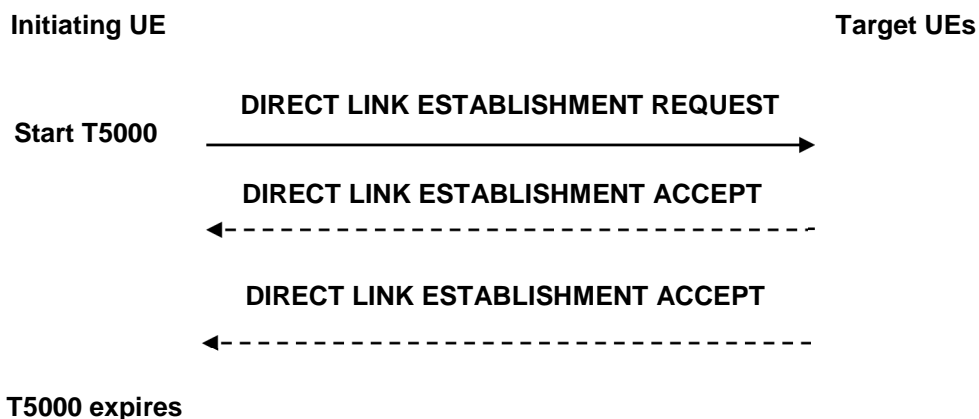 Initiating UE
Target UEs
DIRECT LINK ESTABLISHMENT REQUEST
Start T5000
DIRECT LINK ESTABLISHMENT ACCEPT
DIRECT LINK ESTABLISHMENT ACCEPT
T5000 expires